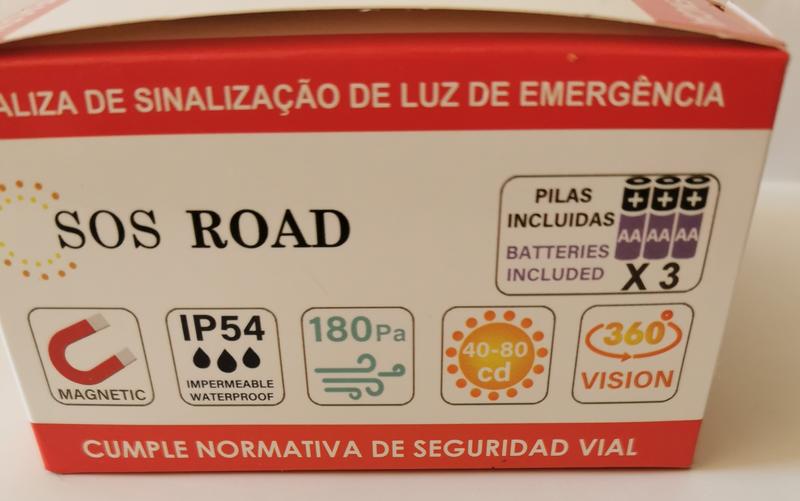 ALIZA DE SINALIZAÇÃO DE LUZ DE EMERGÊNCIA
SOS ROAD
PILAS
INCLUIDAS
BATTERIES
INCLUDED
AA AA AA
X 3
MAGNETIC
IP54
IMPERMEABLE
WATERPROOF
180Pa
40-80
cd
360°
VISION
CUMPLE NORMATIVA DE SEGURIDAD VIAL